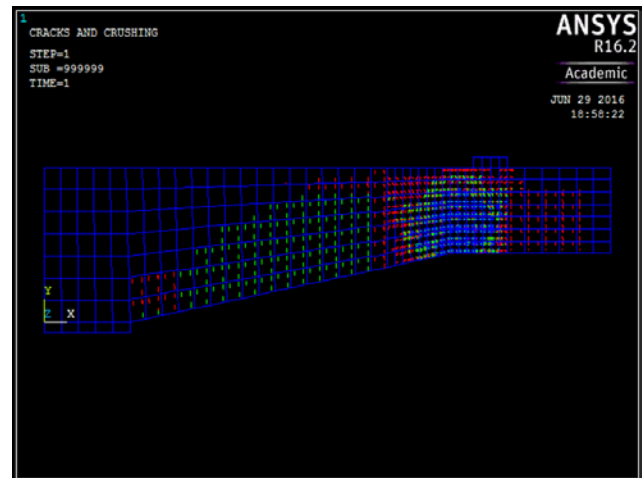 1
CRACKS AND CRUSHING
STEP=1
SUB =999999
TIME=1
ANSYS
R16.2
Academic
JUN 29 2016
18:58:22
Y
Z X